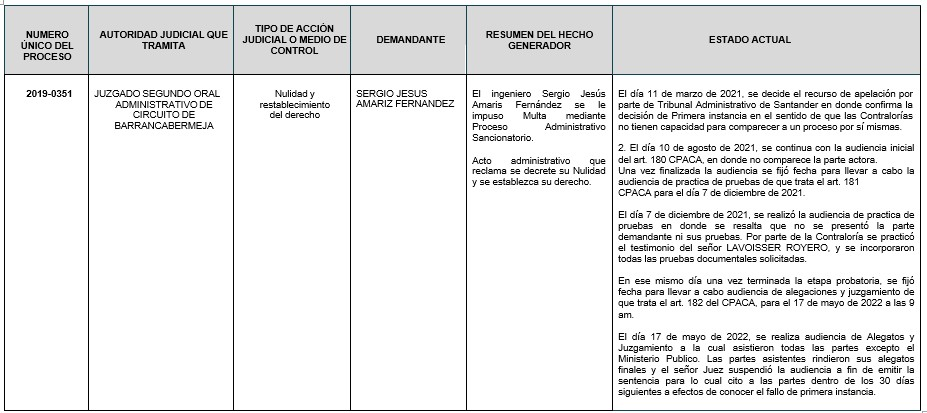 NUMERO
ÚNICO DEL
PROCESO
AUTORIDAD JUDICIAL QUE
TRAMITA
TIPO DE ACCIÓN
JUDICIAL O MEDIO DE
CONTROL
DEMANDANTE
RESUMEN DEL HECHO
GENERADOR
ESTADO ACTUAL
2019-0351
JUZGADO SEGUNDO ORAL
ADMINISTRATIVO DE
CIRCUITO DE
BARRANCABERMEJA
Nulidad y
restablecimiento
del derecho
SERGIO JESUS
AMARIZ FERNANDEZ
El ingeniero Sergio Jesús
Amaris Fernández se le
impuso Multa mediante
Proceso Administrativo
Sancionatorio.
Acto administrativo que
reclama se decrete su Nulidad
y se establezca su derecho.
El día 11 de marzo de 2021, se decide el recurso de apelación por
parte de Tribunal Administrativo de Santander en donde confirma la
decisión de Primera instancia en el sentido de que las Contralorías
no tienen capacidad para comparecer a un proceso por sí mismas.
2. El día 10 de agosto de 2021, se continua con la audiencia inicial
del art. 180 CPACA, en donde no comparece la parte actora.
Una vez finalizada la audiencia se fijó fecha para llevar a cabo la
audiencia de practica de pruebas de que trata el art. 181
CPACA para el día 7 de diciembre de 2021.
El día 7 de diciembre de 2021, se realizó la audiencia de practica de
pruebas en donde se resalta que no se presentó la parte
demandante ni sus pruebas. Por parte de la Contraloría se practicó
el testimonio del señor LAVOISSER ROYERO, y se incorporaron
todas las pruebas documentales solicitadas.
En ese mismo día una vez terminada la etapa probatoria, se fijó
fecha para llevar a cabo audiencia de alegaciones y juzgamiento de
que trata el art. 182 del CPACA, para el 17 de mayo de 2022 a las 9
am.
El día 17 de mayo de 2022, se realiza audiencia de Alegatos y
Juzgamiento a la cual asistieron todas las partes excepto el
Ministerio Publico. Las partes asistentes rindieron sus alegatos
finales y el señor Juez suspendió la audiencia a fin de emitir la
sentencia para lo cual cito a las partes dentro de los 30 días
siguientes a efectos de conocer el fallo de primera instancia.